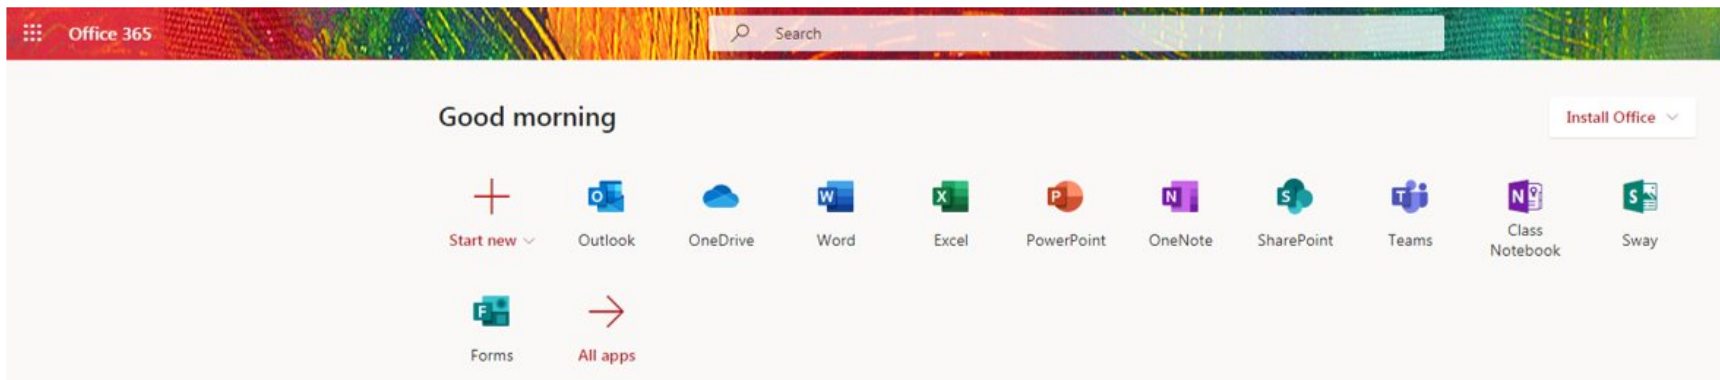 Office 365
Search
Good morning
Install Office
Start new
Outlook
OneDrive
Word
Excel
PowerPoint
OneNote
SharePoint
Teams
Class
Notebook
Sway
Forms
All apps